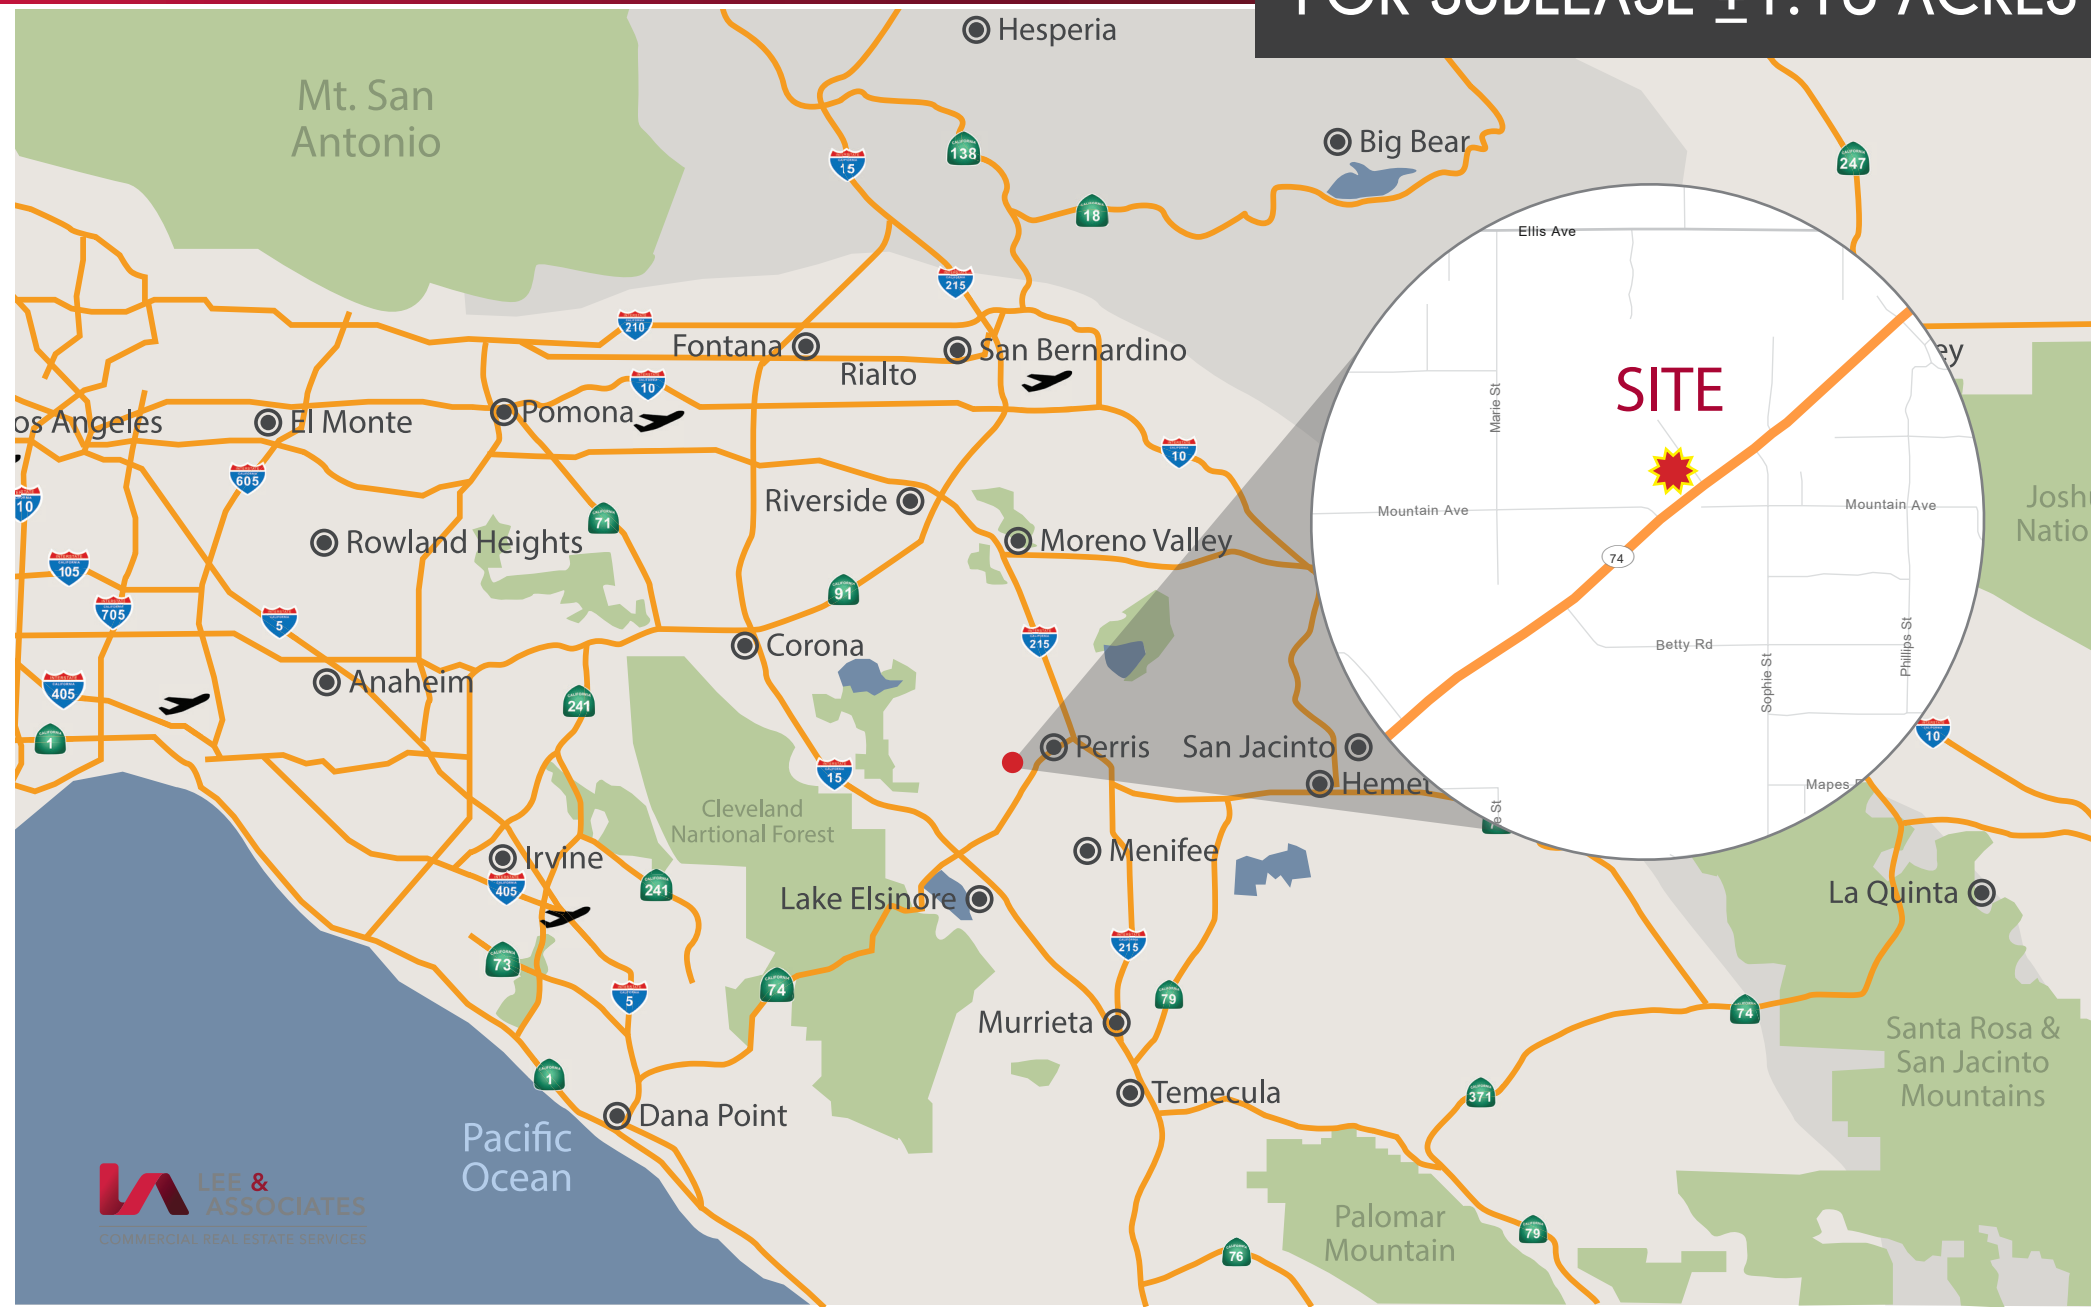 FOR SUBLEASE ±1.18 ACRES
Hesperia
Mt. San
Antonio
Big Bear
138
15
247
18
Ellis Ave
215
210
Fontana
San Bernardino
Rialto
10
SITE
Marie St
os Angeles
El Monte
Pomona
10
605
10
Riverside
71
Mountain Ave
Mountain Ave
Rowland Heights
Moreno Valley
74
105
91
705
5
215
Corona
Betty Rd
Sophie St
Phillips St
405
Anaheim
241
1
Perris
San Jacinto
10
15
Hemet
Mapes
Cleveland
Nartional Forest
Irvine
Menifee
405
241
Lake Elsinore
La Quinta
215
73
74
5
79
74
Murrieta
Santa Rosa &
San Jacinto
Mountains
1
371
Temecula
Dana Point
Pacific
Ocean
LEE &
ASSOCIATES
COMMERCIAL REAL ESTATE SERVICES
Palomar
Mountain
79
76